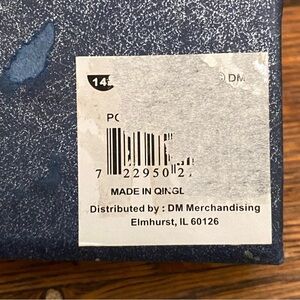 14
DM
PC
7 22950 2
MADE IN QINGL
Distributed by : DM Merchandising
Elmhurst, IL 60126